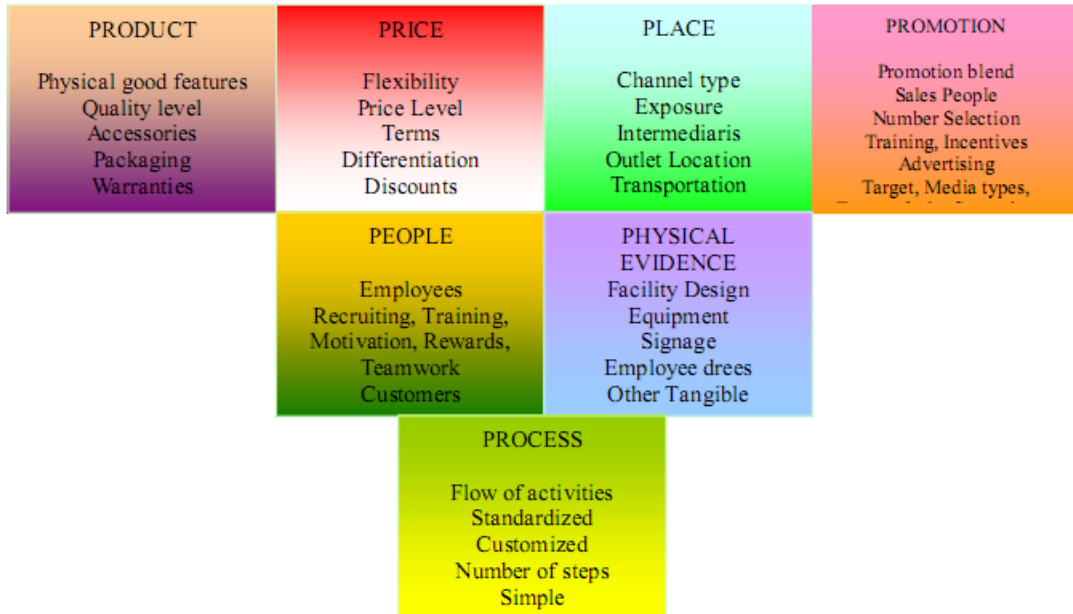 PRODUCT
Physical good features
Quality level
Accessories
Packaging
Warranties
PRICE
Flexibility
Price Level
Terms
Differentiation
Discounts
PLACE
Channel type
Exposure
Intermediaris
Outlet Location
Transportation
PROMOTION
Promotion blend
Sales People
Number Selection
Training, Incentives
Advertising
Target, Media types,
PEOPLE
Employees
Recruiting, Training,
Motivation, Rewards,
Teamwork
Customers
PHYSICAL
EVIDENCE
Facility Design
Equipment
Signage
Employee drees
Other Tangible
PROCESS
Flow of activities
Standardized
Customized
Number of steps
Simple